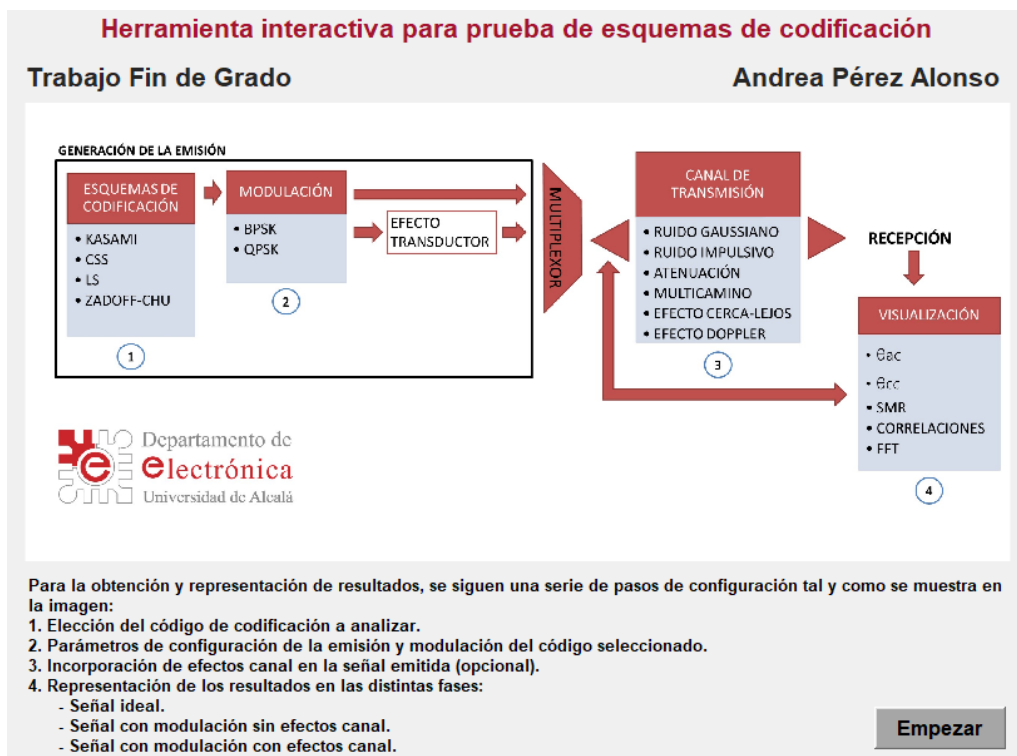 Herramienta interactiva para prueba de esquemas de codificación
Trabajo Fin de Grado
Andrea Pérez Alonso
GENERACIÓN DE LA EMISIÓN
ESQUEMAS DE
CODIFICACIÓN
• KASAMI
• CSS
• LS
• ZADOFF-CHU
1
MODULACIÓN
• BPSK
• QPSK
2
EFECTO
TRANSDUCTOR
MULTIPLEXOR
CANAL DE
TRANSMISIÓN
• RUIDO GAUSSIANO
• RUIDO IMPULSIVO
• ATENUACIÓN
• MULTICAMINO
• EFECTO CERCA-LEJOS
• EFECTO DOPPLER
3
RECEPCIÓN
VISUALIZACIÓN
• θac
• θcc
• SMR
• CORRELACIONES
• FFT
4
Departamento de
electrónica
Universidad de Alcalá
Para la obtención y representación de resultados, se siguen una serie de pasos de configuración tal y como se muestra en
la imagen:
1. Elección del código de codificación a analizar.
2. Parámetros de configuración de la emisión y modulación del código seleccionado.
3. Incorporación de efectos canal en la señal emitida (opcional).
4. Representación de los resultados en las distintas fases:
- Señal ideal.
- Señal con modulación sin efectos canal.
- Señal con modulación con efectos canal.
Empezar